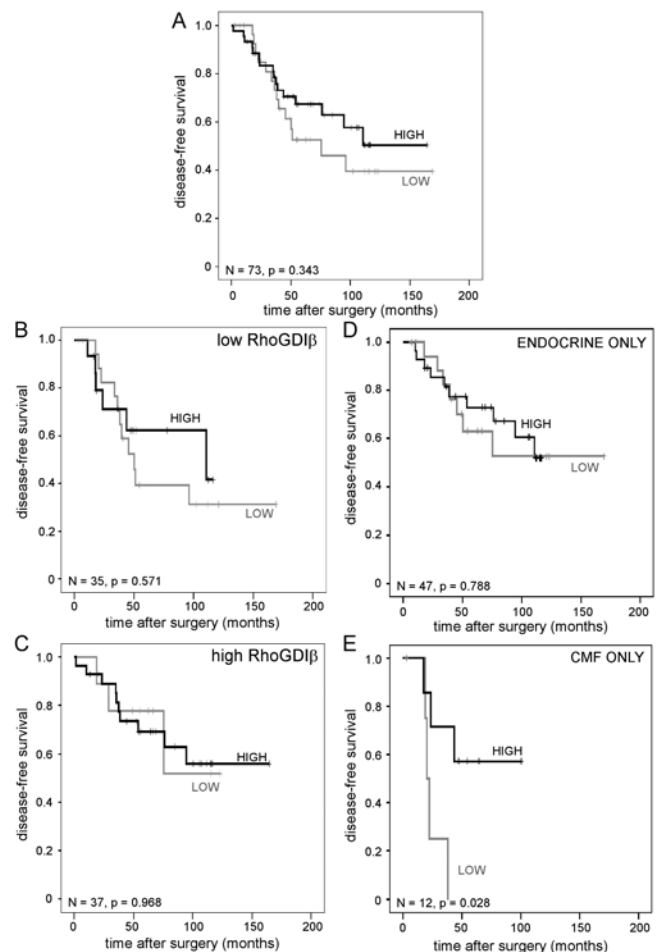 A
disease-free survival
1.0
0.8
0.6
0.4
0.2
0
HIGH
LOW
N = 73, p = 0.343
0 50 100 150 200
time after surgery (months)
B
low RhoGDIβ
disease-free survival
1.0
0.8
0.6
0.4
0.2
0
HIGH
LOW
N = 35, p = 0.571
0 50 100 150 200
time after surgery (months)
C
high RhoGDIβ
disease-free survival
1.0
0.8
0.6
0.4
0.2
0
HIGH
LOW
N = 37, p = 0.968
0 50 100 150 200
time after surgery (months)
D
ENDOCRINE ONLY
disease-free survival
1.0
0.8
0.6
0.4
0.2
0
HIGH
LOW
N = 47, p = 0.788
0 50 100 150 200
time after surgery (months)
E
CMF ONLY
disease-free survival
1.0
0.8
0.6
0.4
0.2
0
HIGH
LOW
N = 12, p = 0.028
0 50 100 150 200
time after surgery (months)